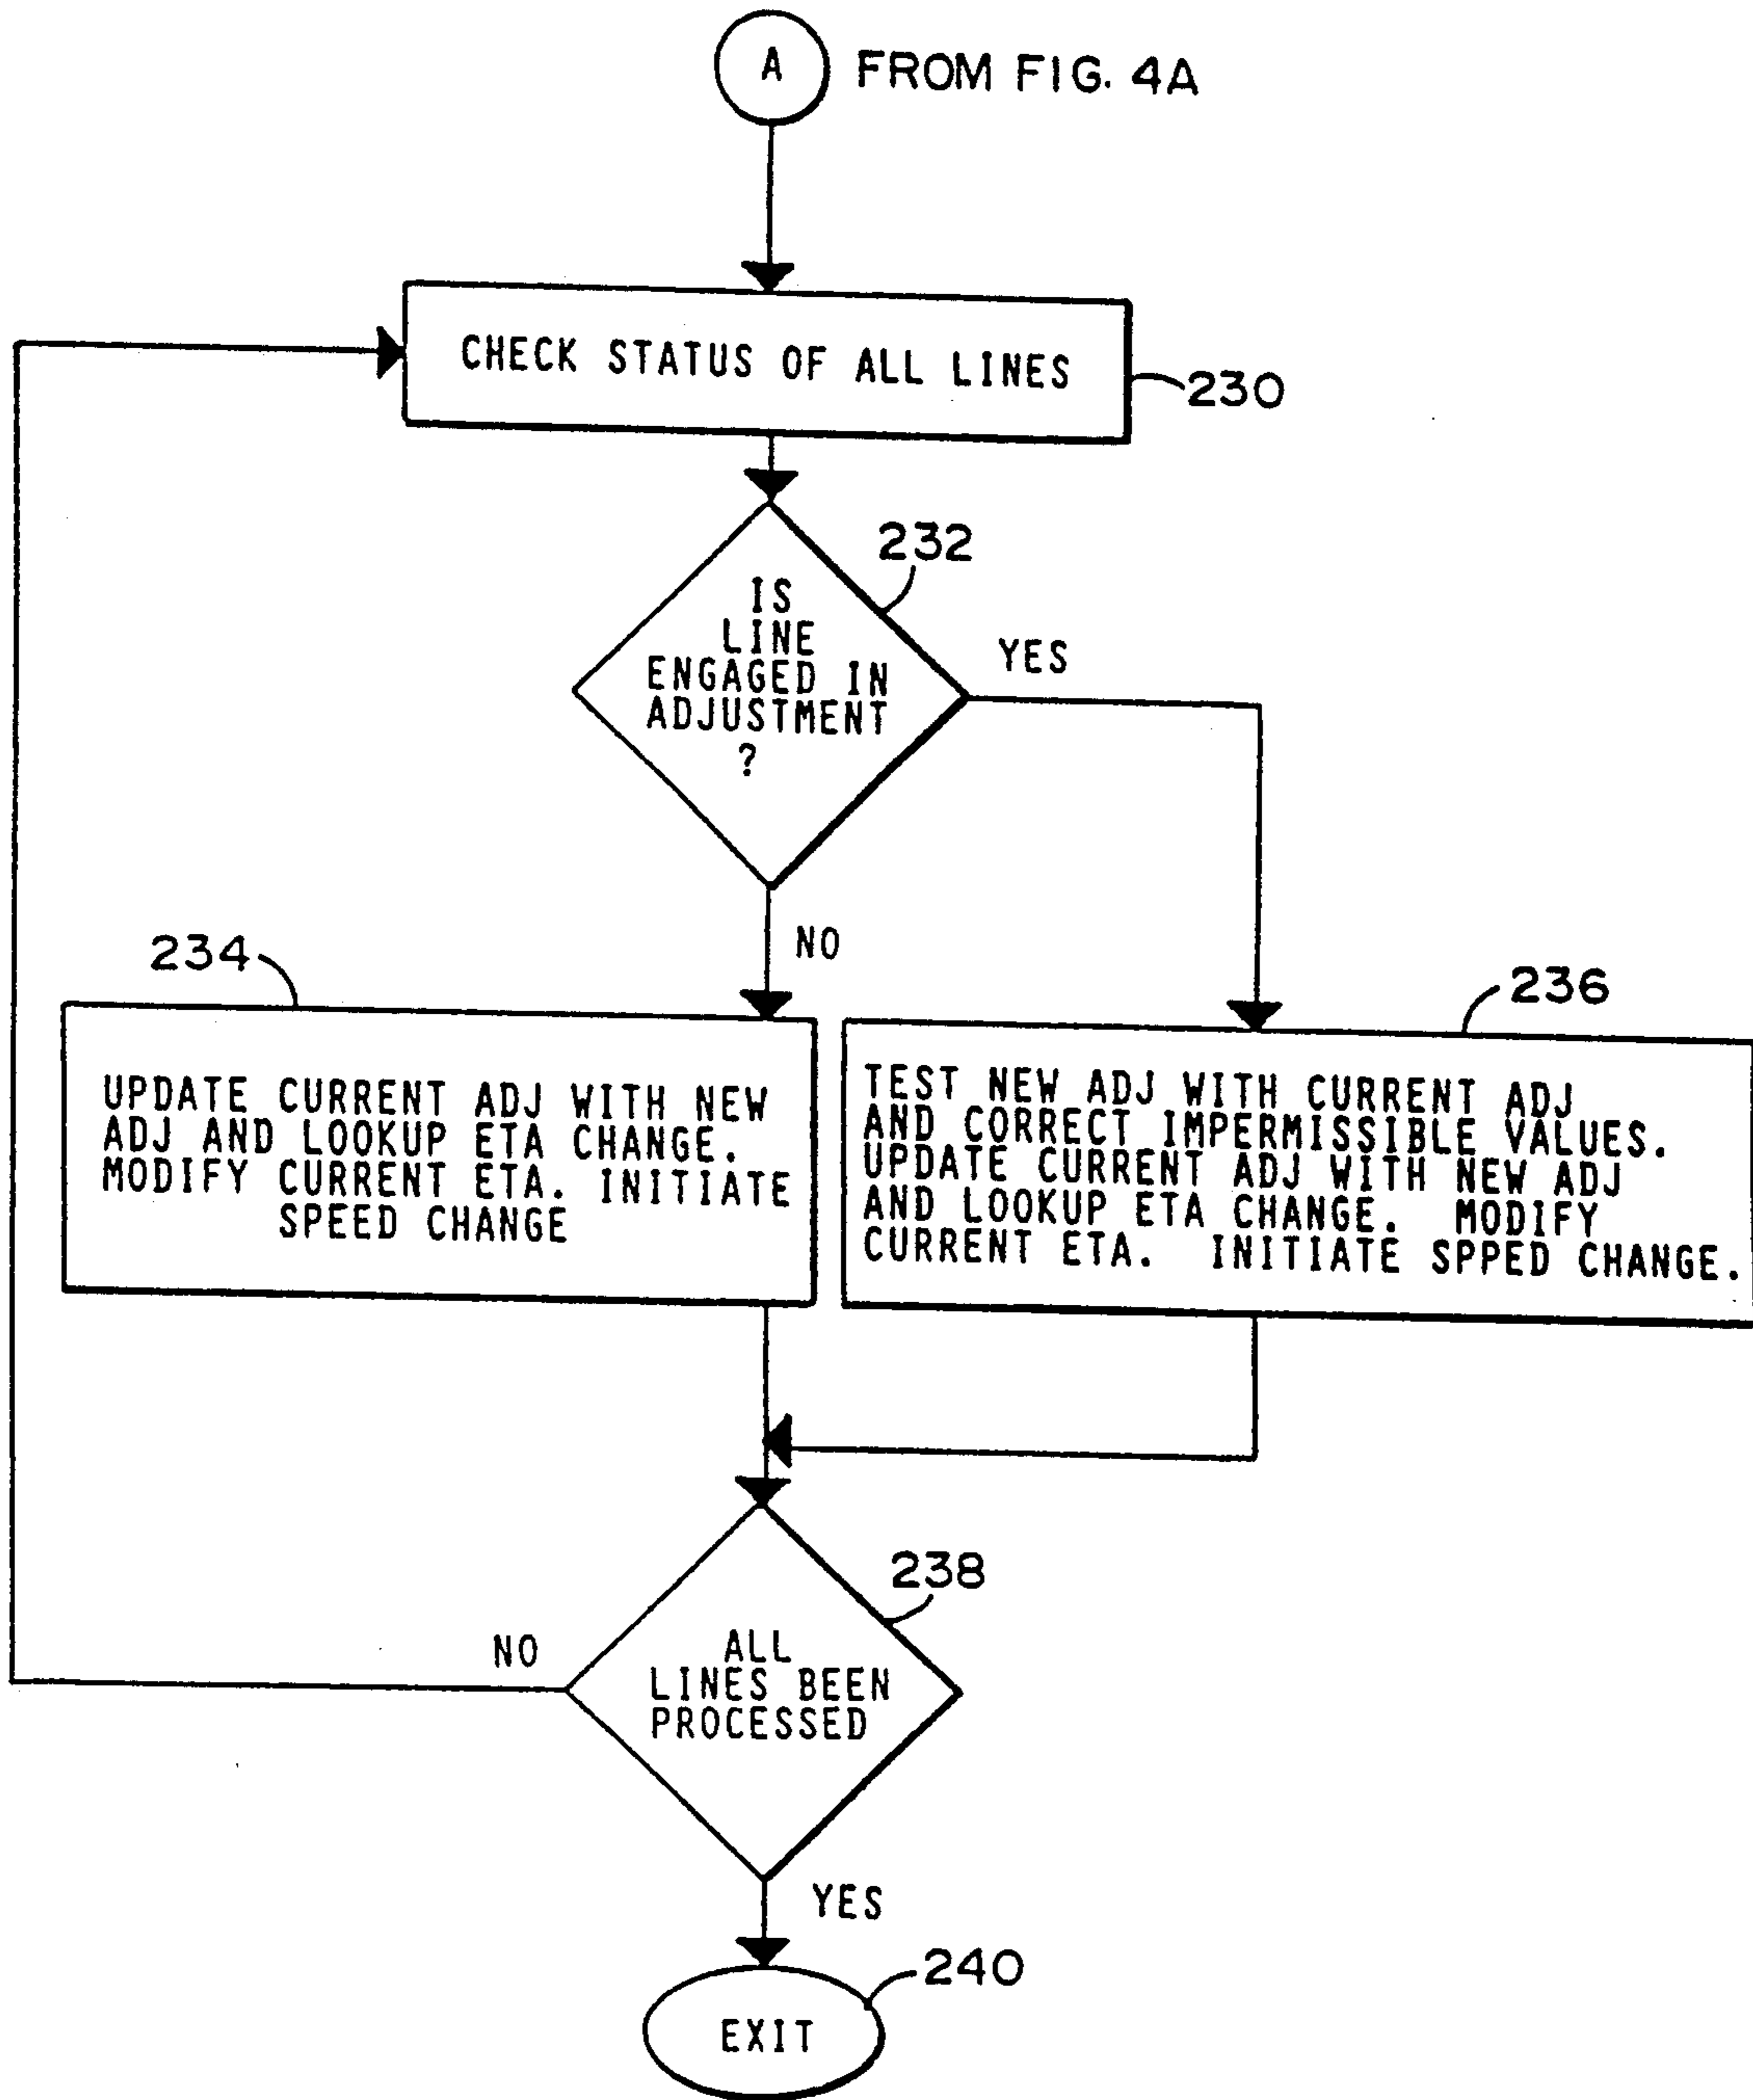 A
FROM FIG. 4A
CHECK STATUS OF ALL LINES
230
232
IS
LINE
ENGAGED IN
ADJUSTMENT
?
YES
NO
234
236
UPDATE CURRENT ADJ WITH NEW
ADJ AND LOOKUP ETA CHANGE.
MODIFY CURRENT ETA. INITIATE
SPEED CHANGE
TEST NEW ADJ WITH CURRENT ADJ
AND CORRECT IMPERMISSIBLE VALUES.
UPDATE CURRENT ADJ WITH NEW ADJ
AND LOOKUP ETA CHANGE. MODIFY
CURRENT ETA. INITIATE SPPED CHANGE.
238
NO
ALL
LINES BEEN
PROCESSED
YES
240
EXIT